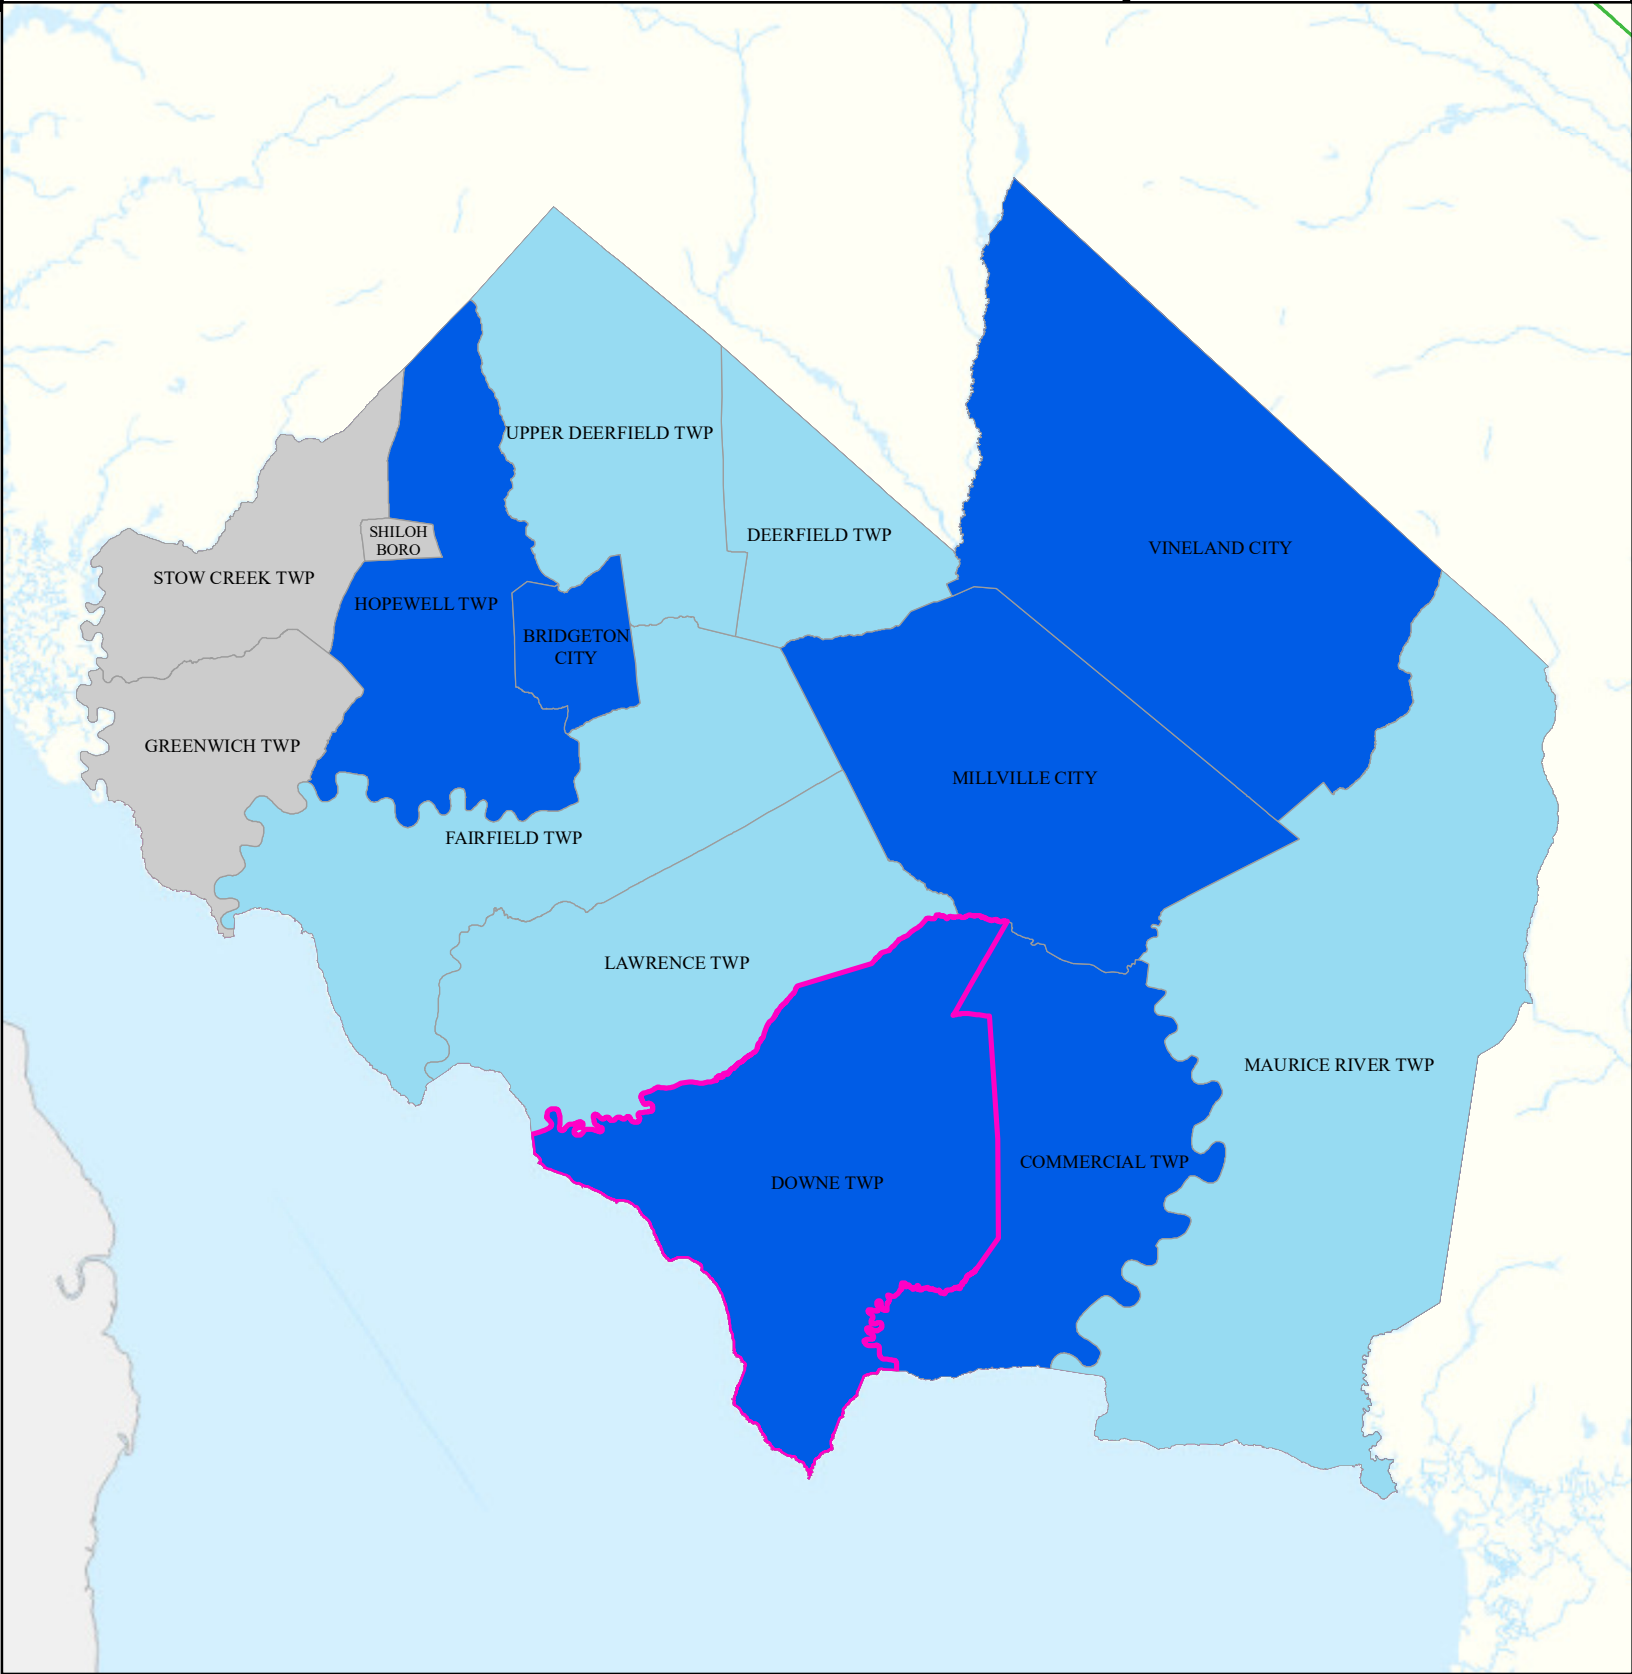 UPPER DEERFIELD TWP
SHILOH
BORO
DEERFIELD TWP
VINELAND CITY
STOW CREEK TWP
HOPEWELL TWP
BRIDGETON
CITY
GREENWICH TWP
MILLVILLE CITY
FAIRFIELD TWP
LAWRENCE TWP
MAURICE RIVER TWP
COMMERCIAL TWP
DOWNE TWP